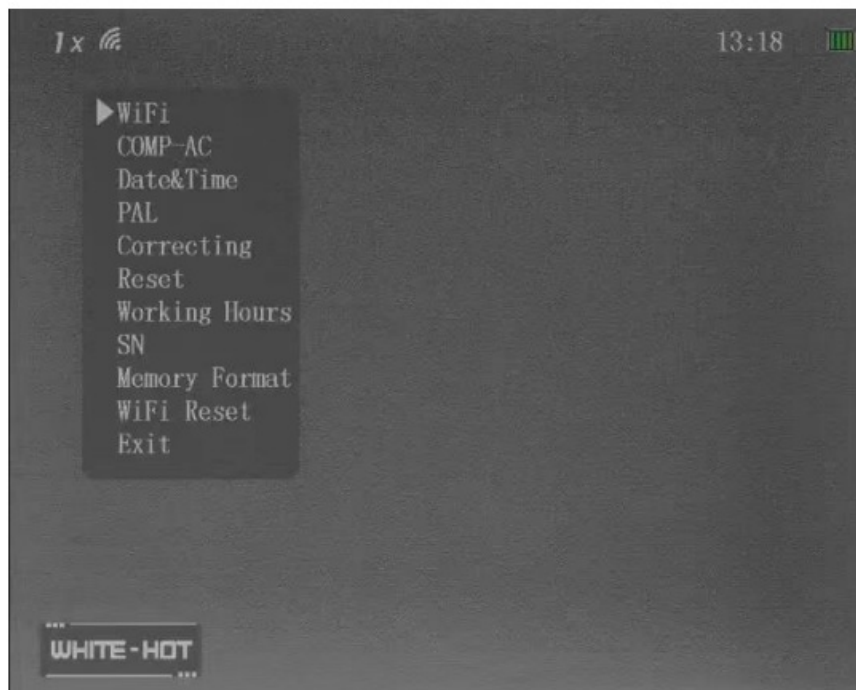 1x 13:18
WiFi
COMP-AC
Date&Time
PAL
Correcting
Reset
Working Hours
SN
Memory Format
WiFi Reset
Exit
WHITE-HOT